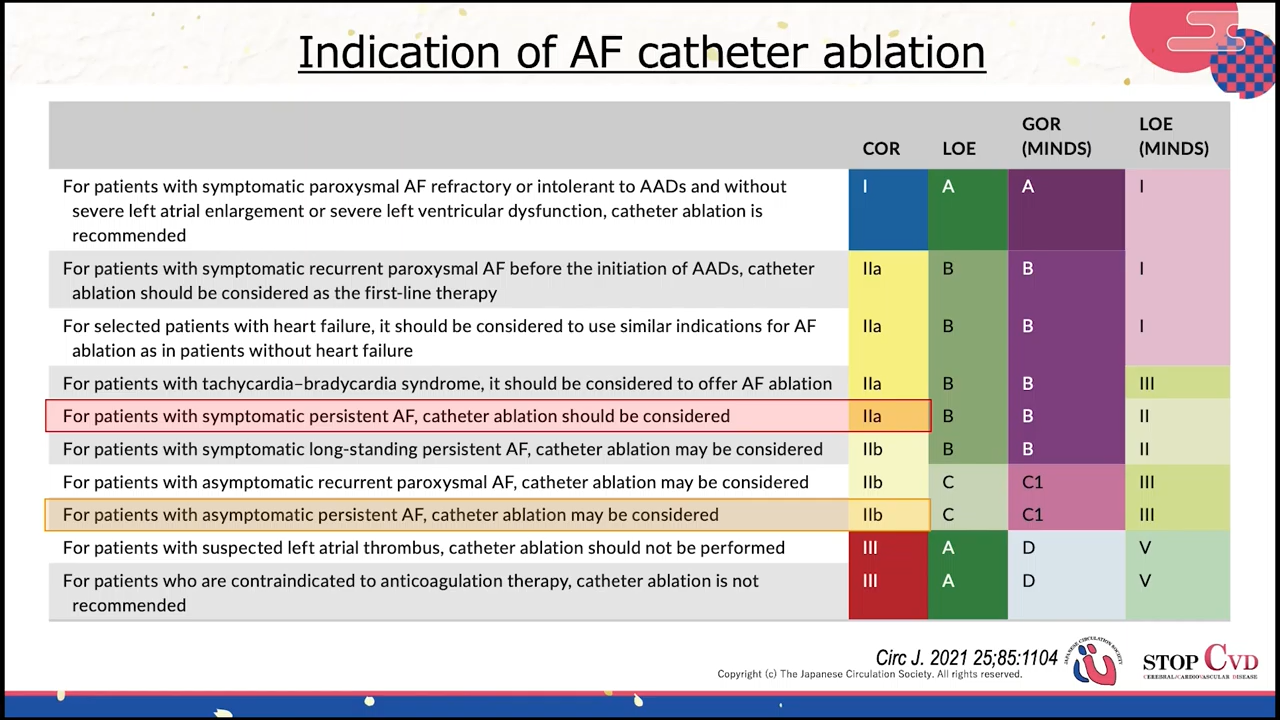 Indication of AF catheter ablation
COR
LOE
GOR
(MINDS)
LOE
(MINDS)
For patients with symptomatic paroxysmal AF refractory or intolerant to AADs and without
severe left atrial enlargement or severe left ventricular dysfunction, catheter ablation is
recommended
I
A
A
I
For patients with symptomatic recurrent paroxysmal AF before the initiation of AADs, catheter
ablation should be considered as the first-line therapy
IIa
B
B
I
For selected patients with heart failure, it should be considered to use similar indications for AF
ablation as in patients without heart failure
IIa
B
B
I
For patients with tachycardia–bradycardia syndrome, it should be considered to offer AF ablation
IIa
B
B
III
For patients with symptomatic persistent AF, catheter ablation should be considered
IIa
B
B
II
For patients with symptomatic long-standing persistent AF, catheter ablation may be considered
IIb
B
B
II
For patients with asymptomatic recurrent paroxysmal AF, catheter ablation may be considered
IIb
C
C1
III
For patients with asymptomatic persistent AF, catheter ablation may be considered
IIb
C
C1
III
For patients with suspected left atrial thrombus, catheter ablation should not be performed
III
A
D
V
For patients who are contraindicated to anticoagulation therapy, catheter ablation is not
recommended
III
A
D
V
Circ J. 2021 25;85:1104
Copyright (c) The Japanese Circulation Society. All rights reserved.
JAPANESE CIRCULATION SOCIETY
STOP CVD
CEREBRAL/CARDIOVASCULAR DISEASE